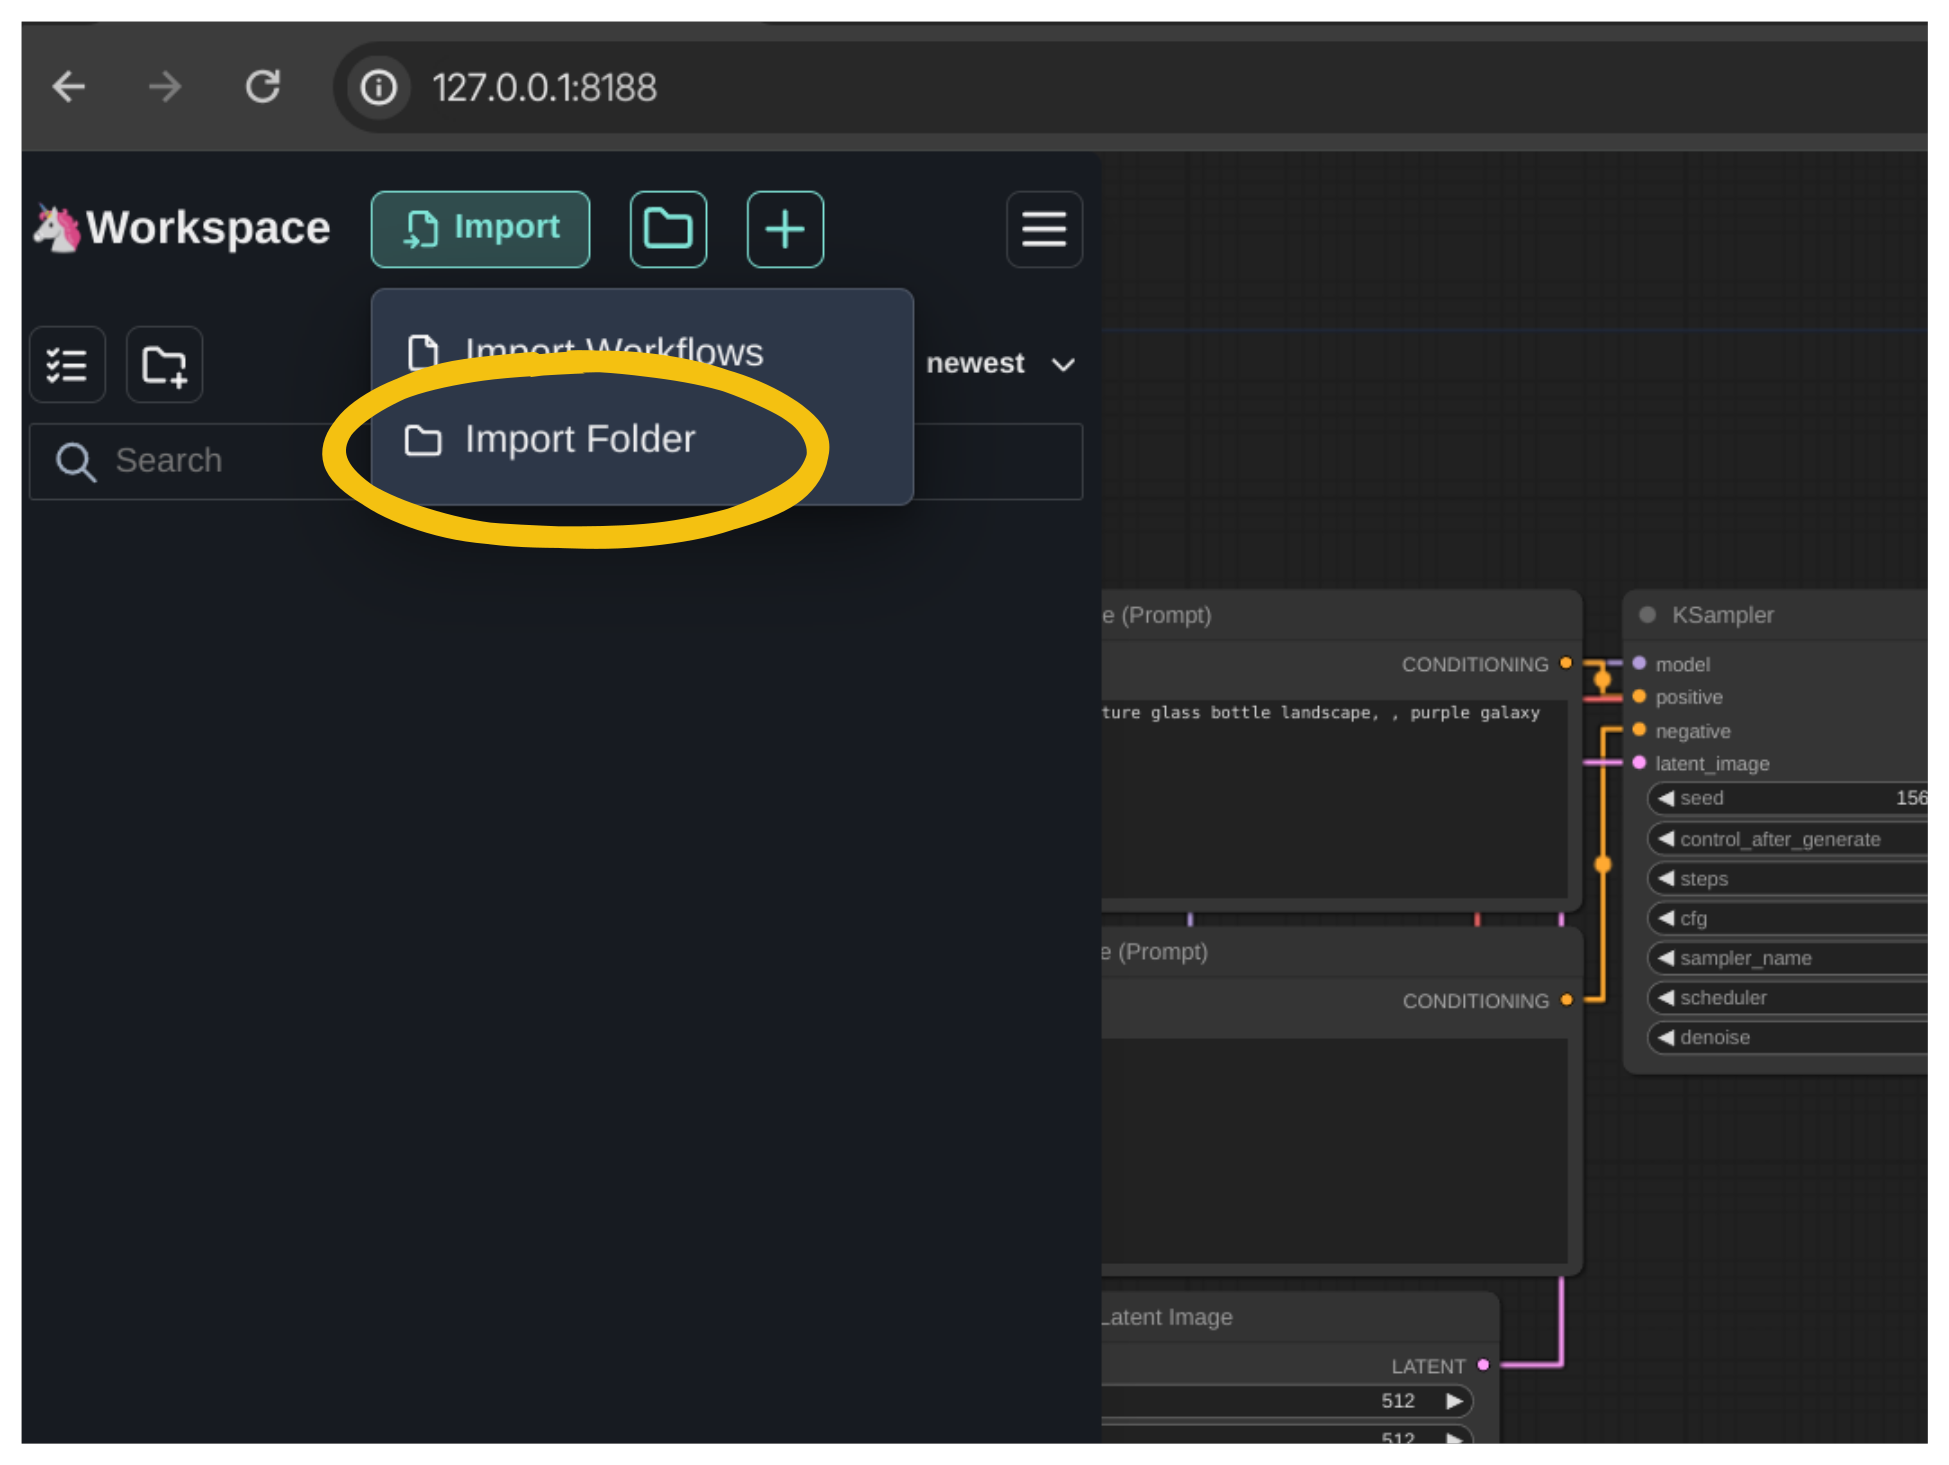 127.0.0.1:8188
Workspace
Import
Import Workflows
newest
Import Folder
Search
e (Prompt)
CONDITIONING
ture glass bottle landscape, , purple galaxy
KSampler
model
positive
negative
latent_image
seed 156
control_after_generate
steps
cfg
sampler_name
scheduler
denoise
e (Prompt)
CONDITIONING
Latent Image
LATENT
512
512